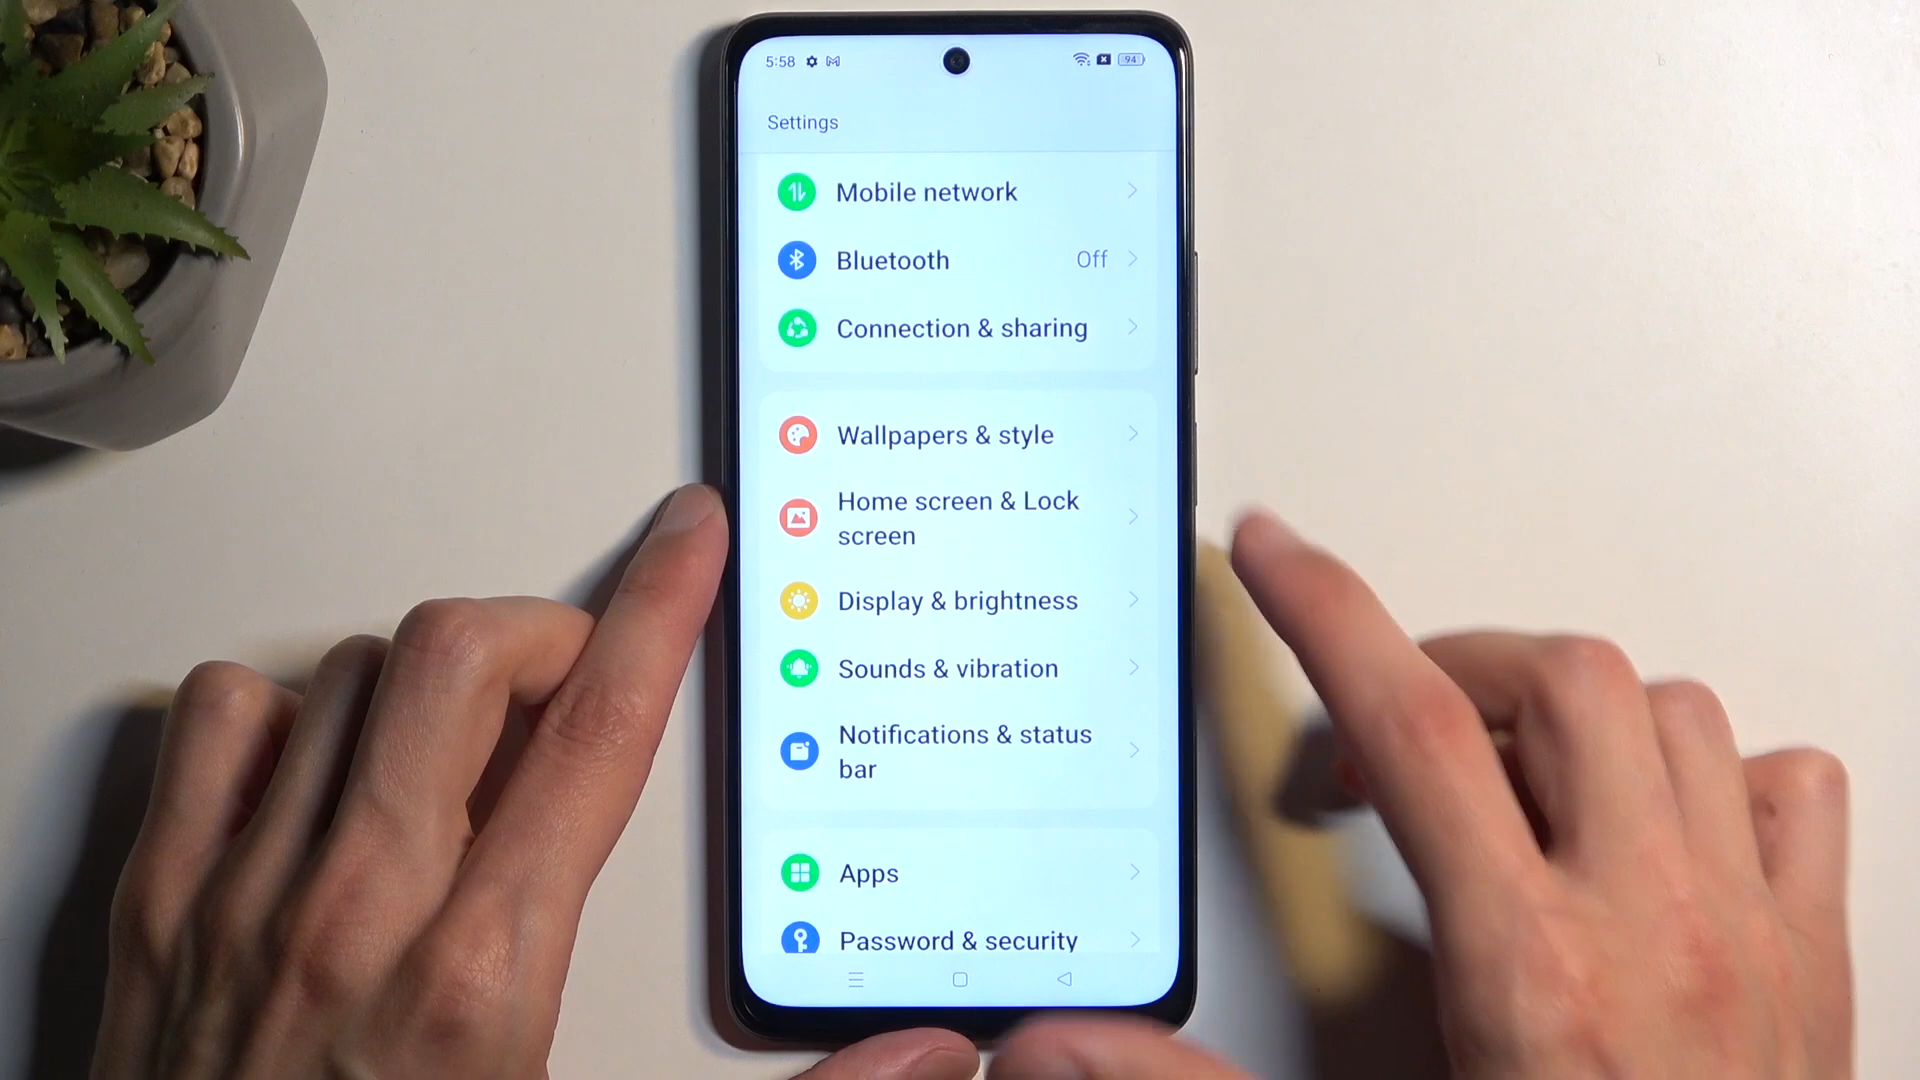 5:58
94
Settings
Mobile network
Bluetooth
Off
Connection & sharing
Wallpapers & style
Home screen & Lock
screen
Display & brightness
Sounds & vibration
Notifications & status
bar
Apps
Password & security